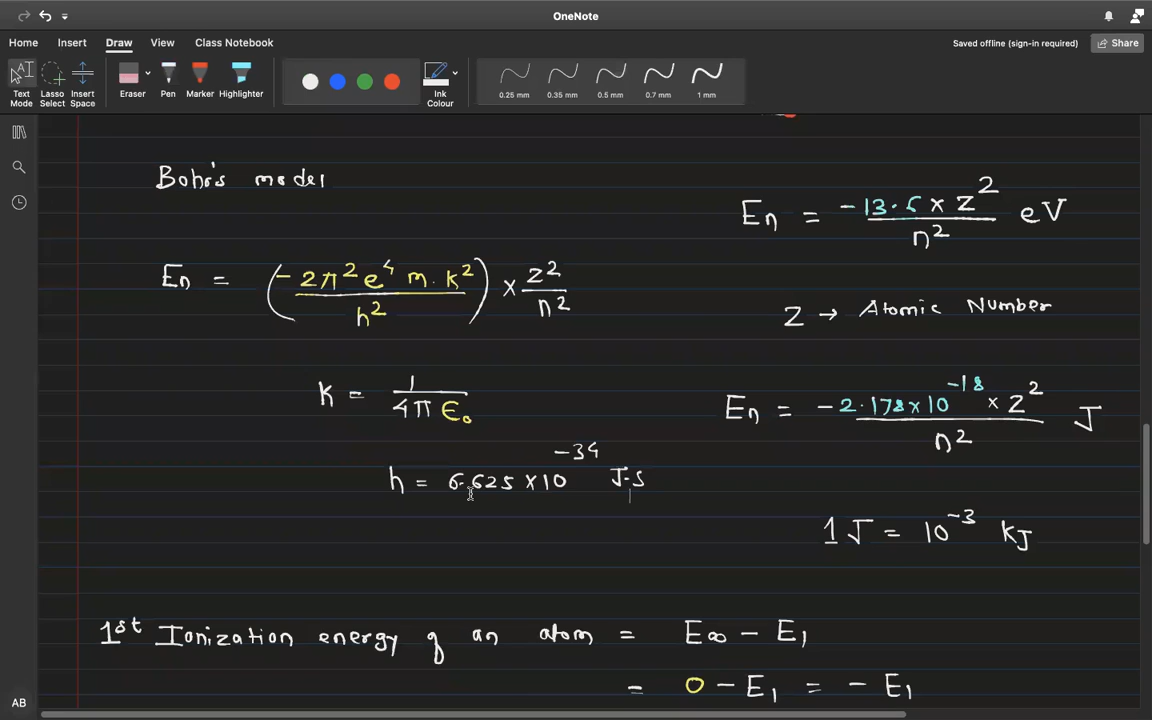 OneNote
Home Insert Draw View Class Notebook
Saved offline (sign-in required) Share
Text Mode
Lasso Select
Insert Space
Eraser
Pen
Marker
Highlighter
Ink Colour
0.25 mm 0.35 mm 0.5 mm 0.7 mm 1 mm
Bohr's model
En = -13.6 × Z² / n² eV
En = (-2π² e⁴ m. k² / h²) × Z² / n²
Z → Atomic Number
K = 1 / 4π ϵ₀
En = -2.178 × 10⁻¹⁸ × Z² / n² J
h = 6.625 × 10⁻³⁴ J-S
1 J = 10⁻³ kJ
1st Ionization energy of an atom = E∞ - E₁
= 0 - E₁ = - E₁
AB